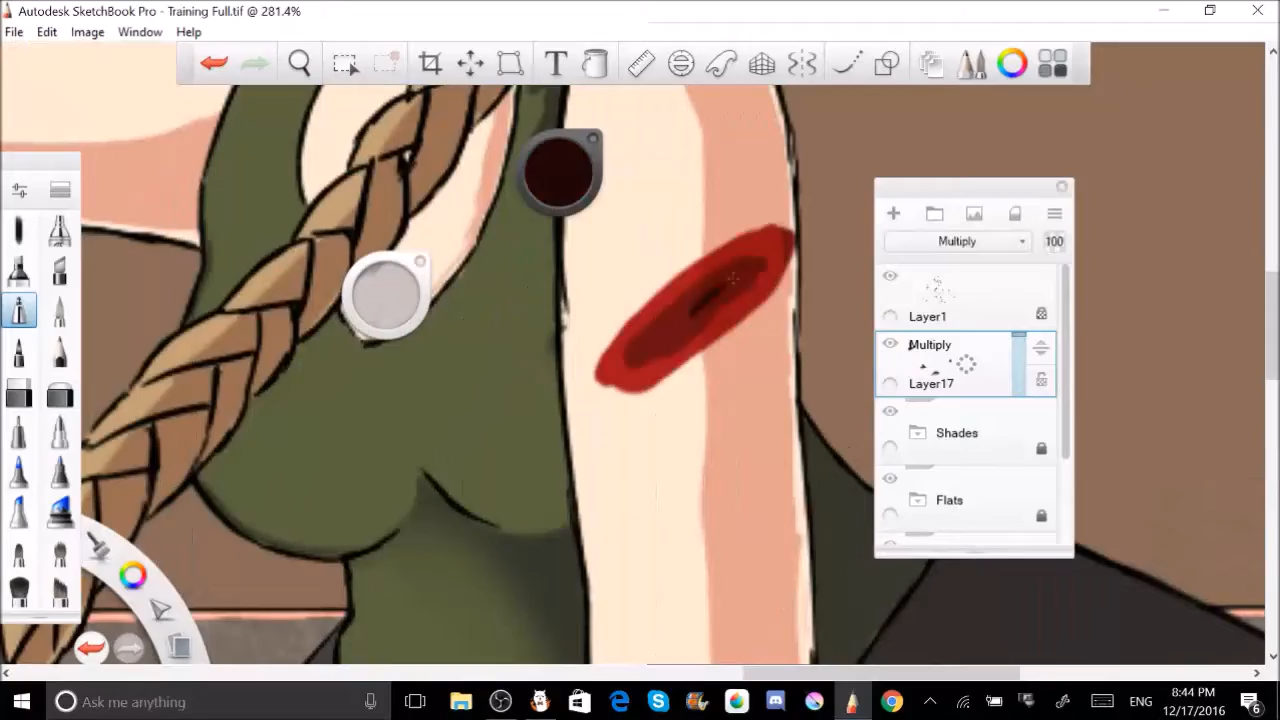 Autodesk SketchBook Pro - Training Full.tif @ 281.4%
File Edit Image Window Help
T
Multiply 100
Layer1
Multiply
Layer17
Shades
Flats
Ask me anything
ENG
8:44 PM
12/17/2016
6